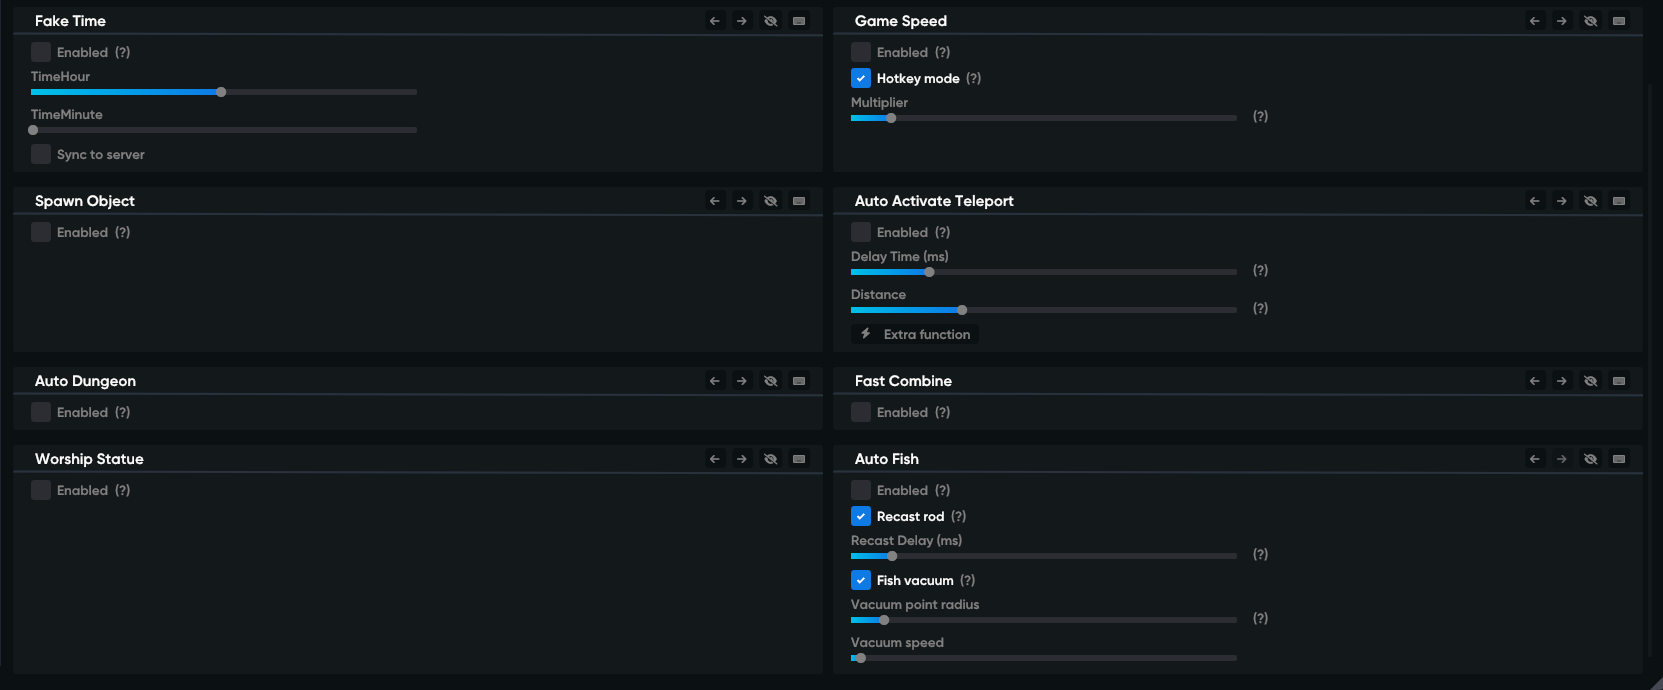 Fake Time
Enabled (?)
TimeHour
TimeMinute
Sync to server
Game Speed
Enabled (?)
Hotkey mode (?)
Multiplier
(?)
Spawn Object
Enabled (?)
Auto Activate Teleport
Enabled (?)
Delay Time (ms)
(?)
Distance
(?)
Extra function
Auto Dungeon
Enabled (?)
Fast Combine
Enabled (?)
Worship Statue
Enabled (?)
Auto Fish
Enabled (?)
Recast rod (?)
Recast Delay (ms)
(?)
Fish vacuum (?)
Vacuum point radius
(?)
Vacuum speed